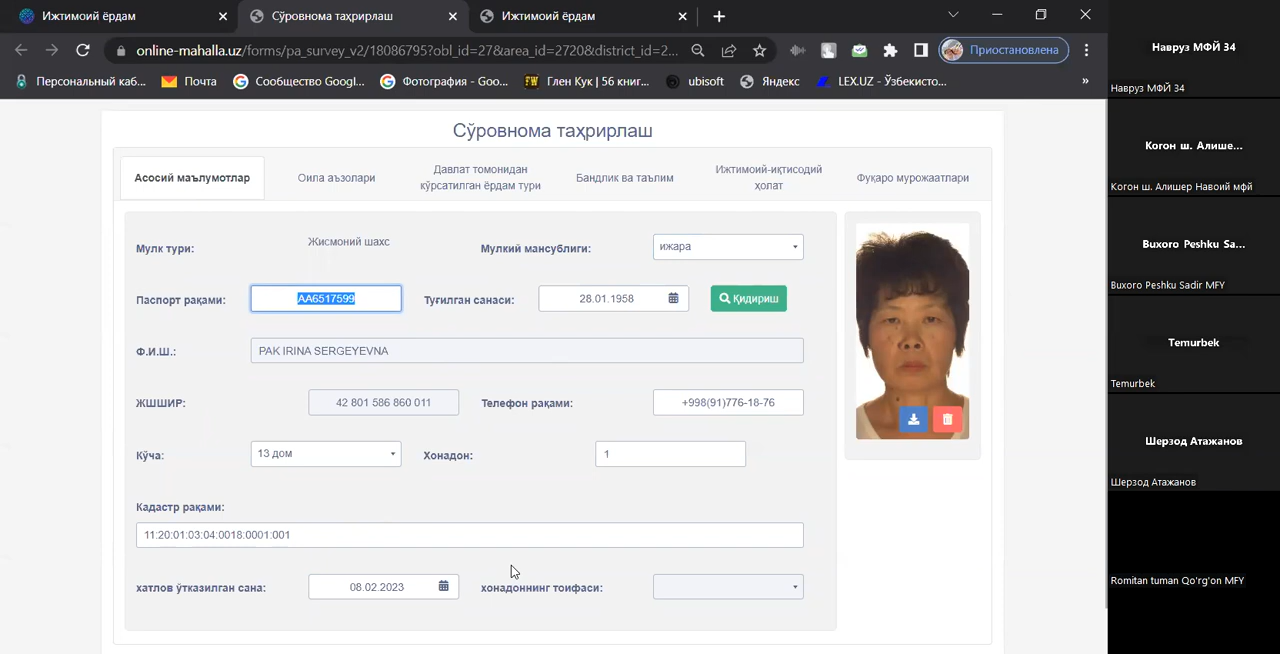 Ижтимоий ёрдам
Сўровнома таҳрирлаш
Ижтимоий ёрдам
online-mahalla.uz/forms/pa_survey_v2/18086795?obl_id=27&area_id=2720&district_id=2...
Приостановлена
Персональный каб...
Почта
Сообщество Googl...
Фотография - Goo...
Глен Кук | 56 книг...
ubisoft
Яндекс
LEX.UZ - Ўзбекисто...
»
Сўровнома таҳрирлаш
Асосий маълумотлар
Оила аъзолари
Давлат томонидан
кўрсатилган ёрдам тури
Бандлик ва таълим
Ижтимоий-иқтисодий
ҳолат
Фуқаро мурожаатлари
Мулк тури:
Жисмоний шахс
Мулкий мансублиги:
ижара
Паспорт рақами:
AA6517599
Туғилган санаси:
28.01.1958
Қидириш
Ф.И.Ш.:
PAK IRINA SERGEYEVNA
ЖШШИР:
42 801 586 860 011
Телефон рақами:
+998(91)776-18-76
Кўча:
13 дом
Хонадон:
1
Кадастр рақами:
11:20:01:03:04:0018:0001:001
хатлов ўтказилган сана:
08.02.2023
хонадоннинг тоифаси:
Навруз МФЙ 34
Навруз МФЙ 34
Когон ш. Алише...
Когон ш. Алишер Навоий мфй
Buxoro Peshku Sa...
Buxoro Peshku Sadir MFY
Temurbek
Temurbek
Шерзод Атажанов
Шерзод Атажанов
Romitan tuman Qo'rg'on MFY